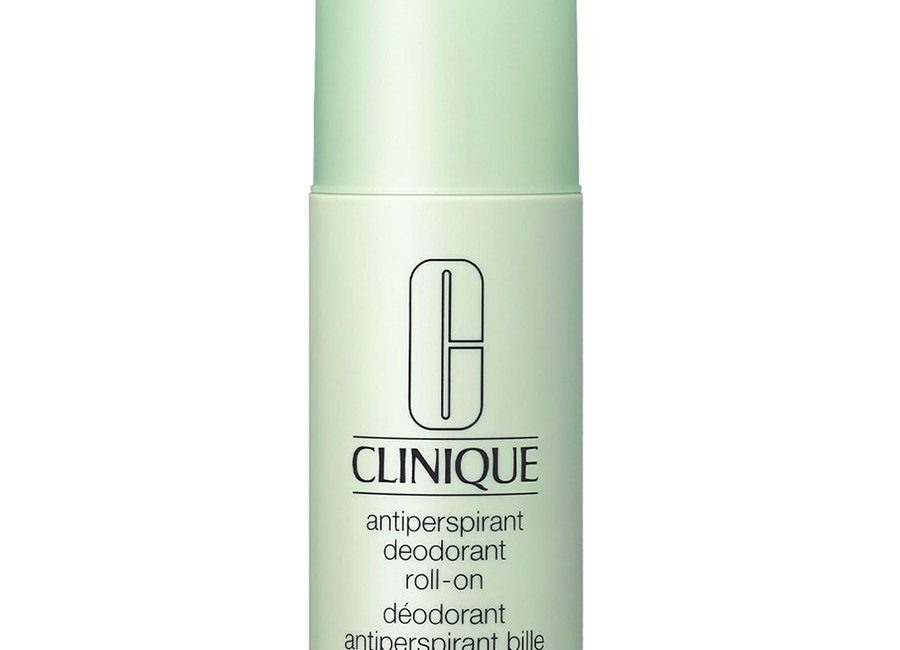 C
CLINIQUE
antiperspirant
deodorant
roll-on
déodorant
antiperspirant bille